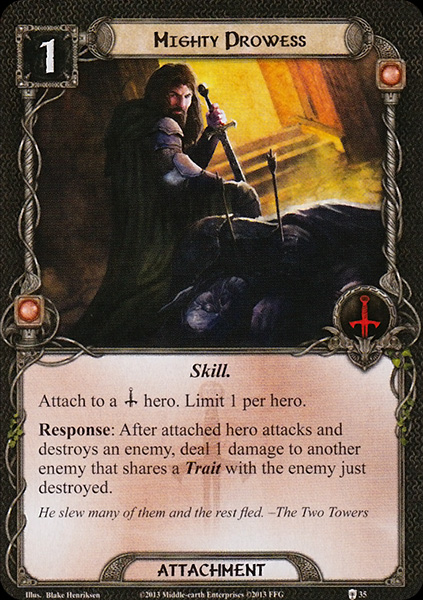 1
Mighty Prowess
Skill.
Attach to a hero. Limit 1 per hero.
Response: After attached hero attacks and
destroys an enemy, deal 1 damage to another
enemy that shares a Trait with the enemy just
destroyed.
He slew many of them and the rest fled. –The Two Towers
ATTACHMENT
Illus. Blake Henriksen ©2013 Middle-earth Enterprises ©2013 FFG 35